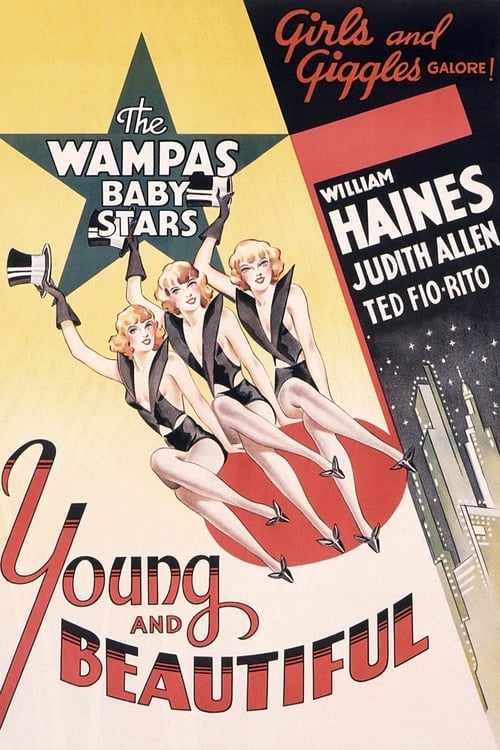 Girls and
Giggles GALORE!
The
WAMPAS
BABY
STARS
WILLIAM
HAINES
JUDITH ALLEN
TED FIO-RITO
Young
AND
BEAUTIFUL